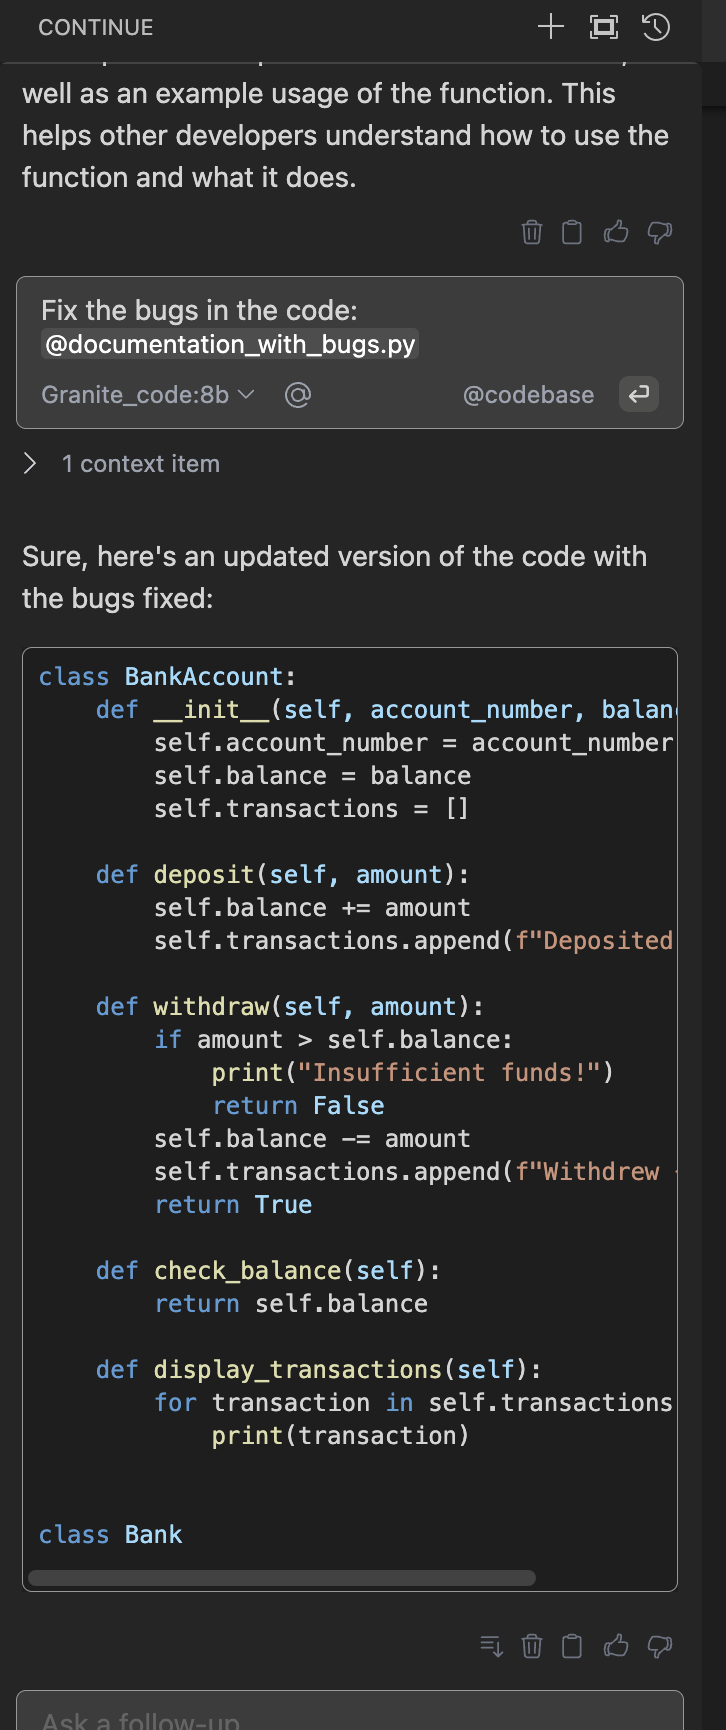 CONTINUE
well as an example usage of the function. This
helps other developers understand how to use the
function and what it does.
Fix the bugs in the code:
@documentation_with_bugs.py
Granite_code:8b @ @codebase
1 context item
Sure, here's an updated version of the code with
the bugs fixed:
class BankAccount:
    def __init__(self, account_number, balan
        self.account_number = account_number
        self.balance = balance
        self.transactions = []
    def deposit(self, amount):
        self.balance += amount
        self.transactions.append(f"Deposited
    def withdraw(self, amount):
        if amount > self.balance:
            print("Insufficient funds!")
            return False
        self.balance -= amount
        self.transactions.append(f"Withdrew
        return True
    def check_balance(self):
        return self.balance
    def display_transactions(self):
        for transaction in self.transactions
            print(transaction)
class Bank
Ask a follow-up